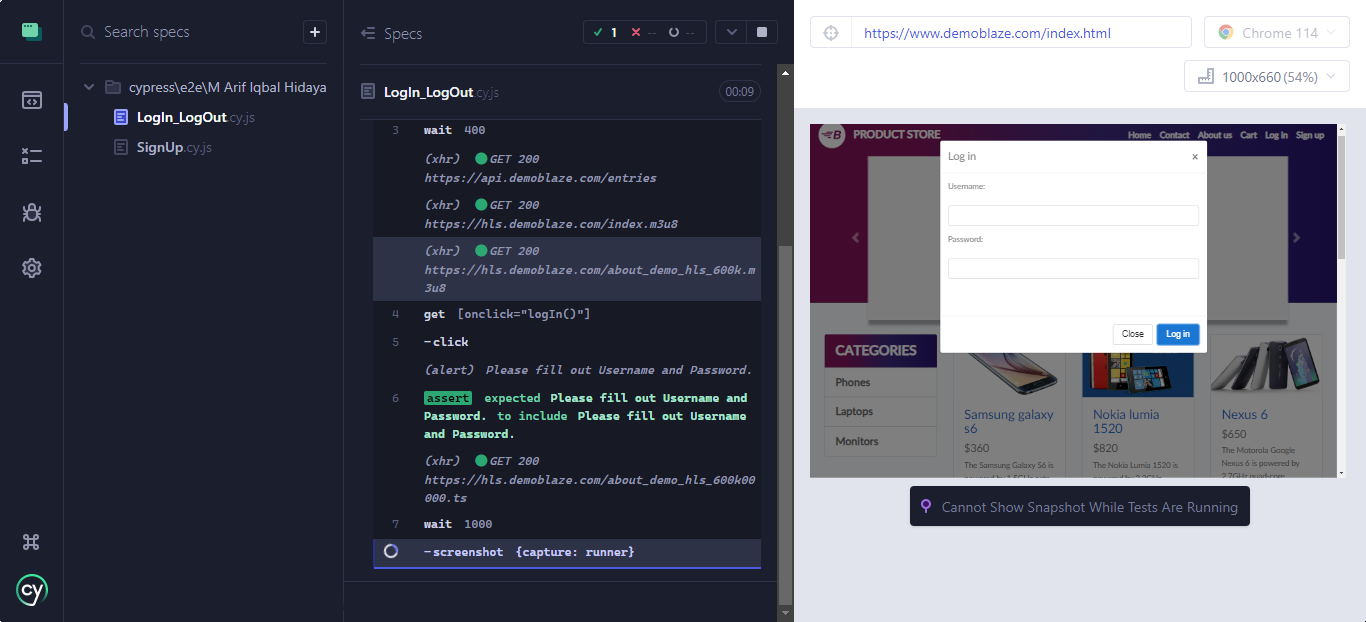 Search specs
+
cypress\e2e\M Arif Iqbal Hidaya
LogIn_LogOut.cy.js
SignUp.cy.js
cy
Specs
1 -- --
LogIn_LogOut cy.js
00:09
3 wait 400
(xhr) GET 200
https://api.demoblaze.com/entries
(xhr) GET 200
https://hls.demoblaze.com/index.m3u8
(xhr) GET 200
https://hls.demoblaze.com/about_demo_hls_600k.m
3u8
4 get [onclick="logIn()"]
5 -click
(alert) Please fill out Username and Password.
6 assert expected Please fill out Username and
Password. to include Please fill out Username
and Password.
(xhr) GET 200
https://hls.demoblaze.com/about_demo_hls_600k00
000.ts
7 wait 1000
-screenshot {capture: runner}
https://www.demoblaze.com/index.html
Chrome 114
1000x660 (54%)
B PRODUCT STORE
Home Contact About us Cart Log in Sign up
Log in
×
Username:
Password:
Close
Log in
CATEGORIES
Phones
Laptops
Monitors
Samsung galaxy
s6
$360
The Samsung Galaxy S6 is
Nokia lumia
1520
$820
The Nokia Lumia 1520 is
Nexus 6
$650
The Motorola Google
Nexus 6 is powered by
Cannot Show Snapshot While Tests Are Running